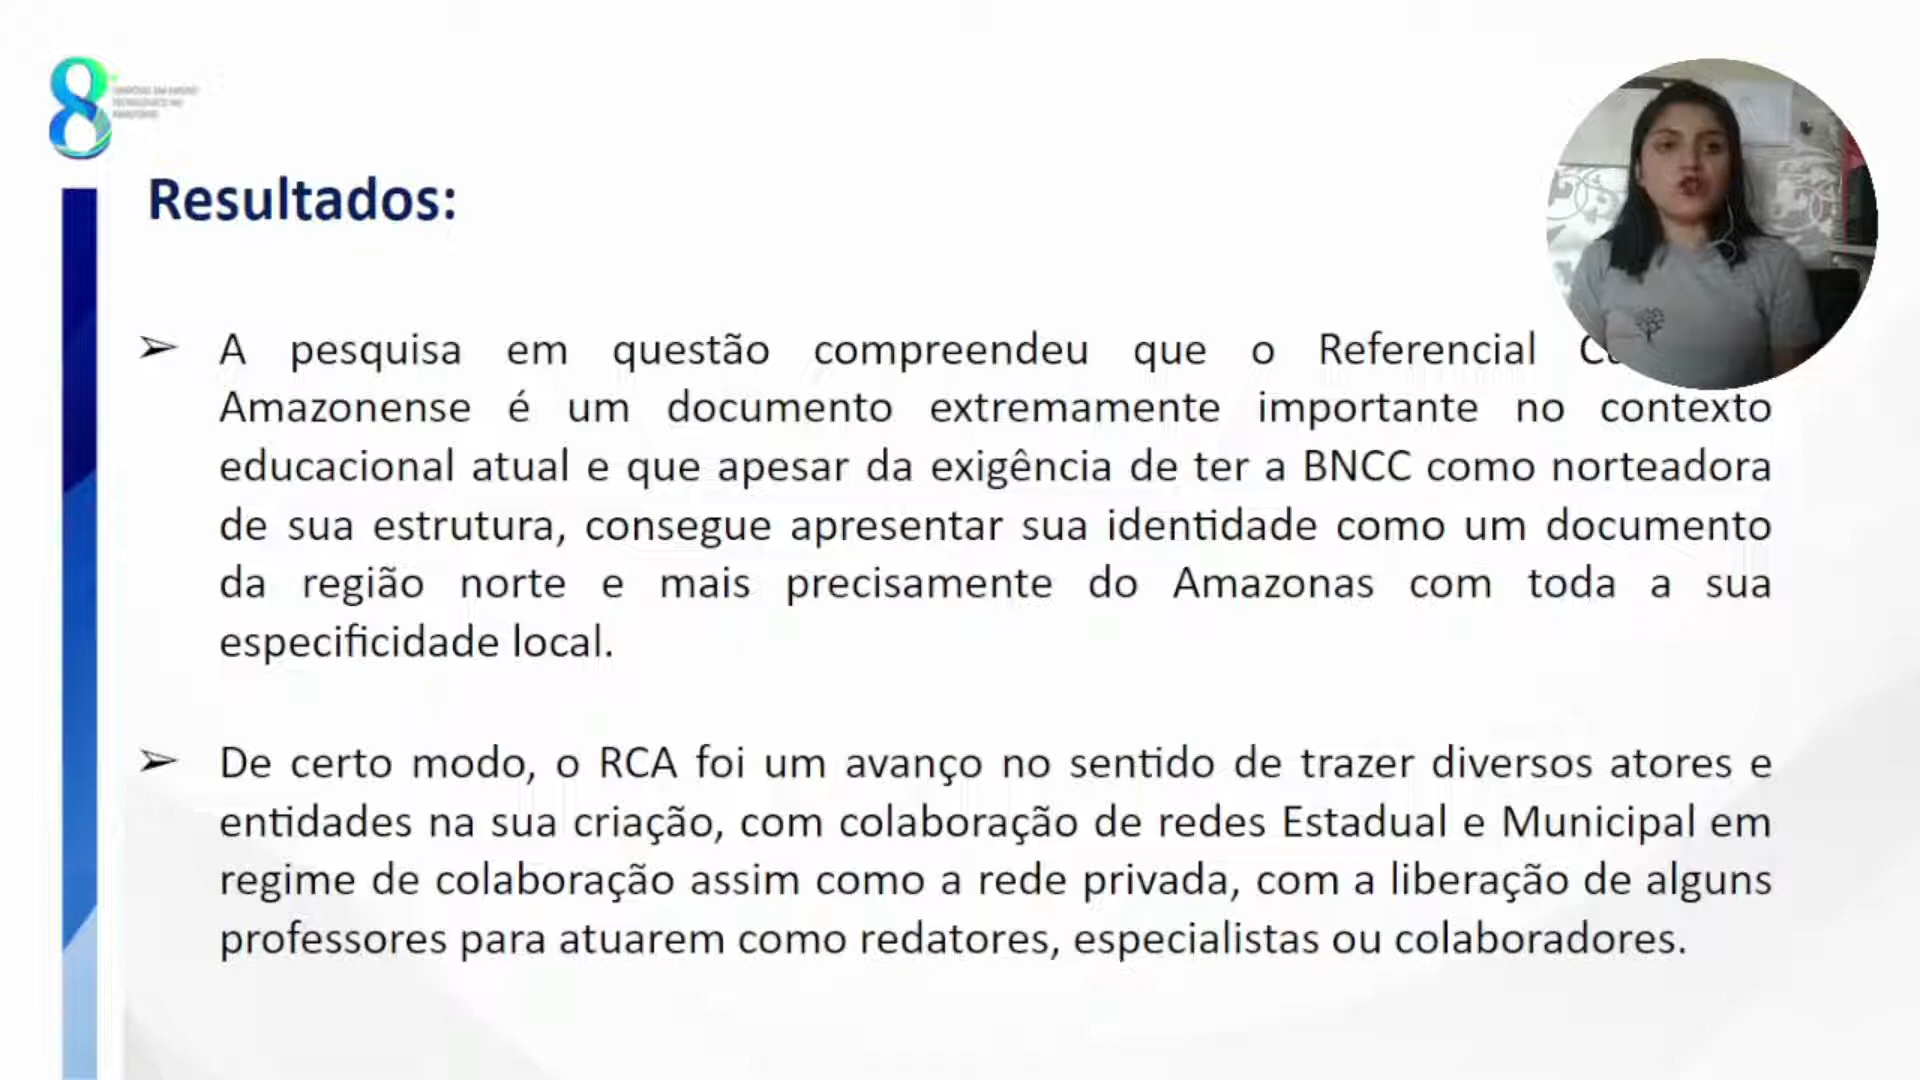 8
Resultados:
➢ A pesquisa em questão compreendeu que o Referencial
Amazonense é um documento extremamente importante no contexto
educacional atual e que apesar da exigência de ter a BNCC como norteadora
de sua estrutura, consegue apresentar sua identidade como um documento
da região norte e mais precisamente do Amazonas com toda a sua
especificidade local.
➢ De certo modo, o RCA foi um avanço no sentido de trazer diversos atores e
entidades na sua criação, com colaboração de redes Estadual e Municipal em
regime de colaboração assim como a rede privada, com a liberação de alguns
professores para atuarem como redatores, especialistas ou colaboradores.